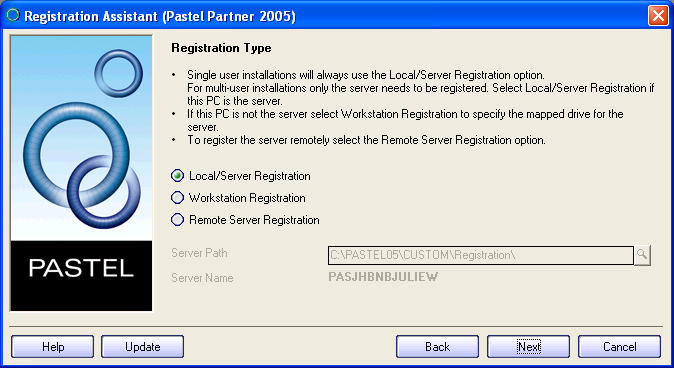 Registration Assistant (Pastel Partner 2005)
Registration Type
• Single user installations will always use the Local/Server Registration option.
For multi-user installations only the server needs to be registered. Select Local/Server Registration if
this PC is the server.
• If this PC is not the server select Workstation Registration to specify the mapped drive for the
server.
• To register the server remotely select the Remote Server Registration option.
Local/Server Registration
Workstation Registration
Remote Server Registration
Server Path C:\PASTEL05\CUSTOM\Registration\
Server Name PASJHBNBJULIEW
PASTEL
Help Update Back Next Cancel